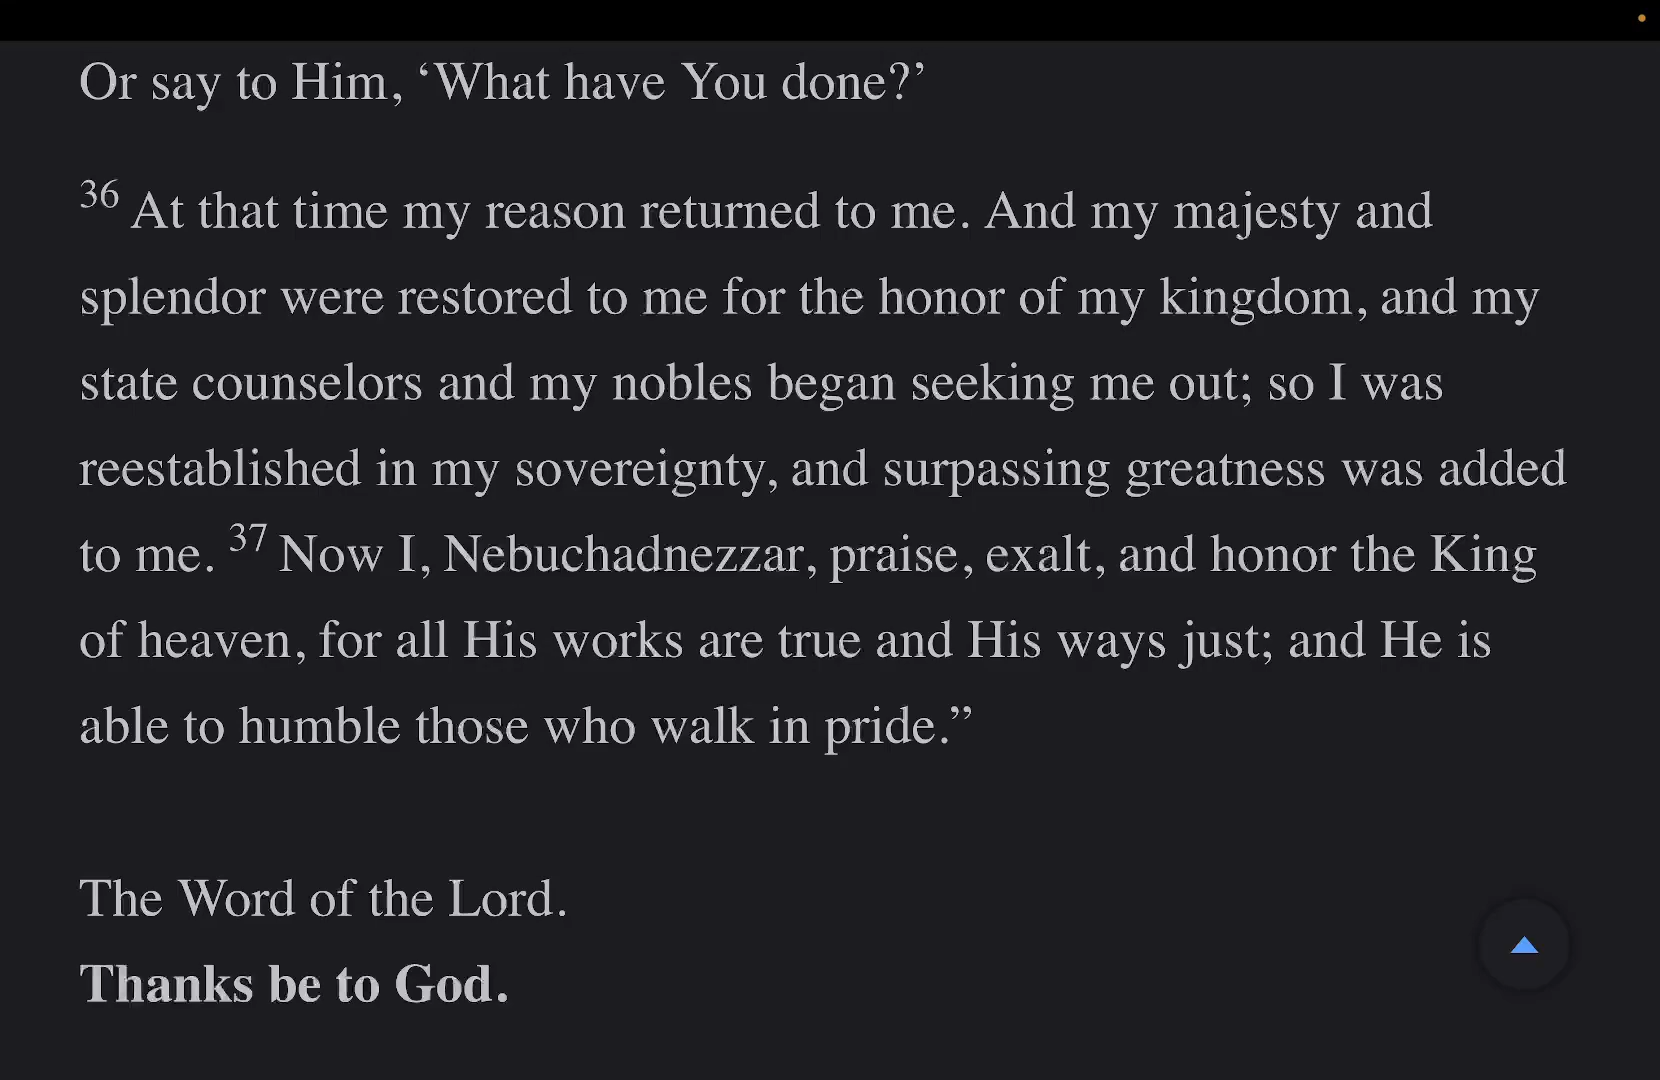 Or say to Him, ‘What have You done?’
36 At that time my reason returned to me. And my majesty and
splendor were restored to me for the honor of my kingdom, and my
state counselors and my nobles began seeking me out; so I was
reestablished in my sovereignty, and surpassing greatness was added
to me. 37 Now I, Nebuchadnezzar, praise, exalt, and honor the King
of heaven, for all His works are true and His ways just; and He is
able to humble those who walk in pride.”
The Word of the Lord.
Thanks be to God.